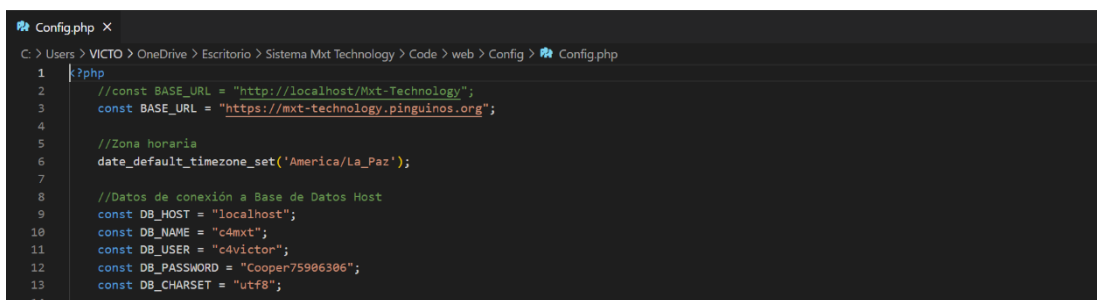 Config.php
C: > Users > VICTO > OneDrive > Escritorio > Sistema Mxt Technology > Code > web > Config > Config.php
1 <?php
2 //const BASE_URL = "http://localhost/Mxt-Technology";
3 const BASE_URL = "https://mxt-technology.pinguinos.org";
4
5 //Zona horaria
6 date_default_timezone_set('America/La_Paz');
7
8 //Datos de conexión a Base de Datos Host
9 const DB_HOST = "localhost";
10 const DB_NAME = "c4mxt";
11 const DB_USER = "c4victor";
12 const DB_PASSWORD = "Cooper75906306";
13 const DB_CHARSET = "utf8";